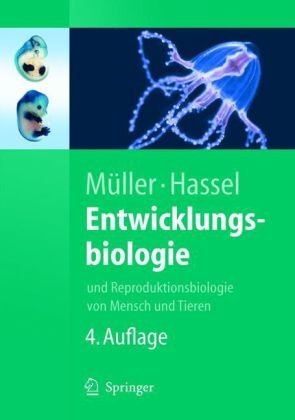 Müller · Hassel
Entwicklungs-
biologie
und Reproduktionsbiologie
von Mensch und Tieren
4. Auflage
Springer